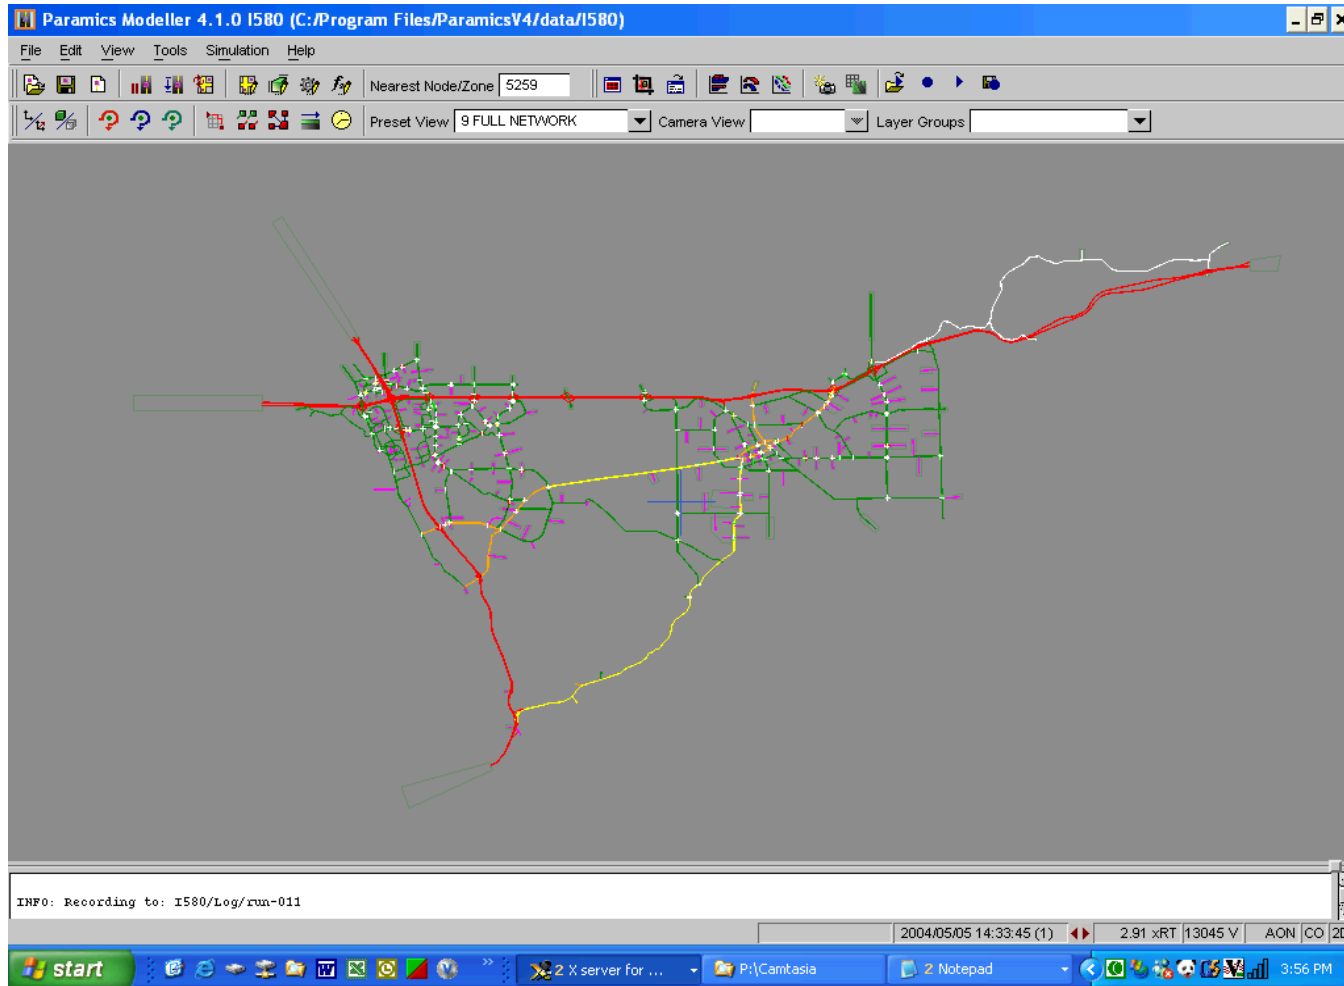 Paramics Modeller 4.1.0 I580 (C:/Program Files/ParamicsV4/data/I580)
File Edit View Tools Simulation Help
Nearest Node/Zone 5259
Preset View 9 FULL NETWORK Camera View Layer Groups
INFO: Recording to: I580/Log/run-011
2004/05/05 14:33:45 (1) 2.91 xRT 13045 V AON CO 2D
start 2 X server for ... P:\Camtasia 2 Notepad 3:56 PM